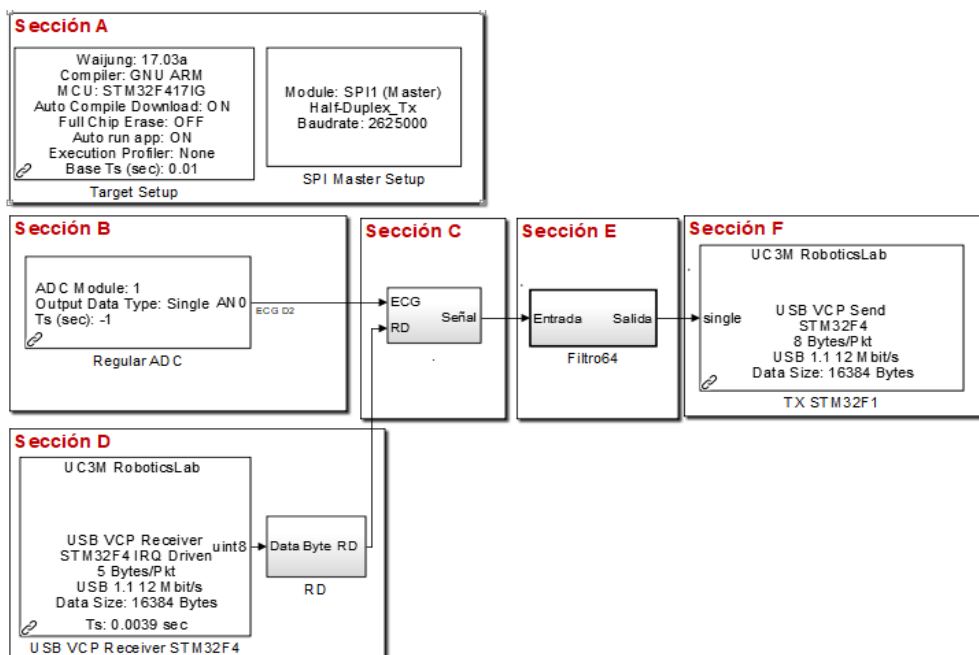 Sección A
Waijung: 17.03a
Compiler: GNU ARM
MCU: STM32F417IG
Auto Compile Download: ON
Full Chip Erase: OFF
Auto run app: ON
Execution Profiler: None
Base Ts (sec): 0.01
Target Setup
Module: SPI1 (Master)
Half-Duplex_Tx
Baudrate: 2625000
SPI Master Setup
Sección B
ADC Module: 1
Output Data Type: Single
Ts (sec): -1
AN0
Regular ADC
ECG D2
Sección C
ECG
RD
Señal
Sección E
Entrada
Salida
Filtro64
Sección F
UC3M RoboticsLab
single
USB VCP Send
STM32F4
8 Bytes/Pkt
USB 1.1 12 Mbit/s
Data Size: 16384 Bytes
TX STM32F1
Sección D
UC3M RoboticsLab
USB VCP Receiver
STM32F4 IRQ Driven
5 Bytes/Pkt
USB 1.1 12 Mbit/s
Data Size: 16384 Bytes
Ts: 0.0039 sec
uint8
USB VCP Receiver STM32F4
Data Byte
RD
RD